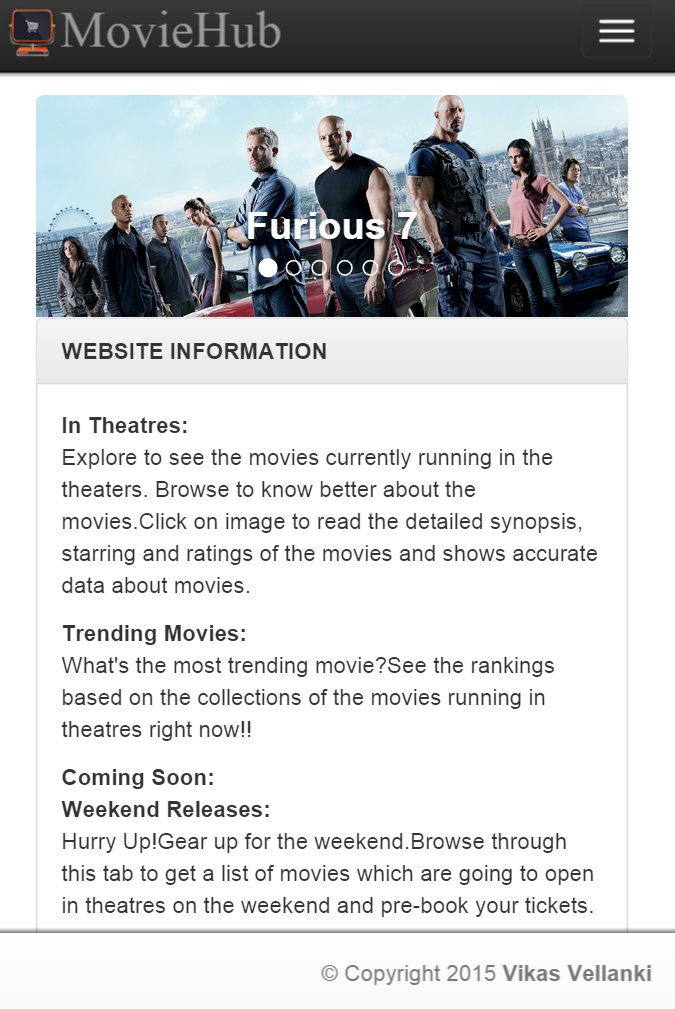 MovieHub
Furious 7
WEBSITE INFORMATION
In Theatres:
Explore to see the movies currently running in the
theaters. Browse to know better about the
movies.Click on image to read the detailed synopsis,
starring and ratings of the movies and shows accurate
data about movies.
Trending Movies:
What's the most trending movie?See the rankings
based on the collections of the movies running in
theatres right now!!
Coming Soon:
Weekend Releases:
Hurry Up!Gear up for the weekend.Browse through
this tab to get a list of movies which are going to open
in theatres on the weekend and pre-book your tickets.
© Copyright 2015 Vikas Vellanki